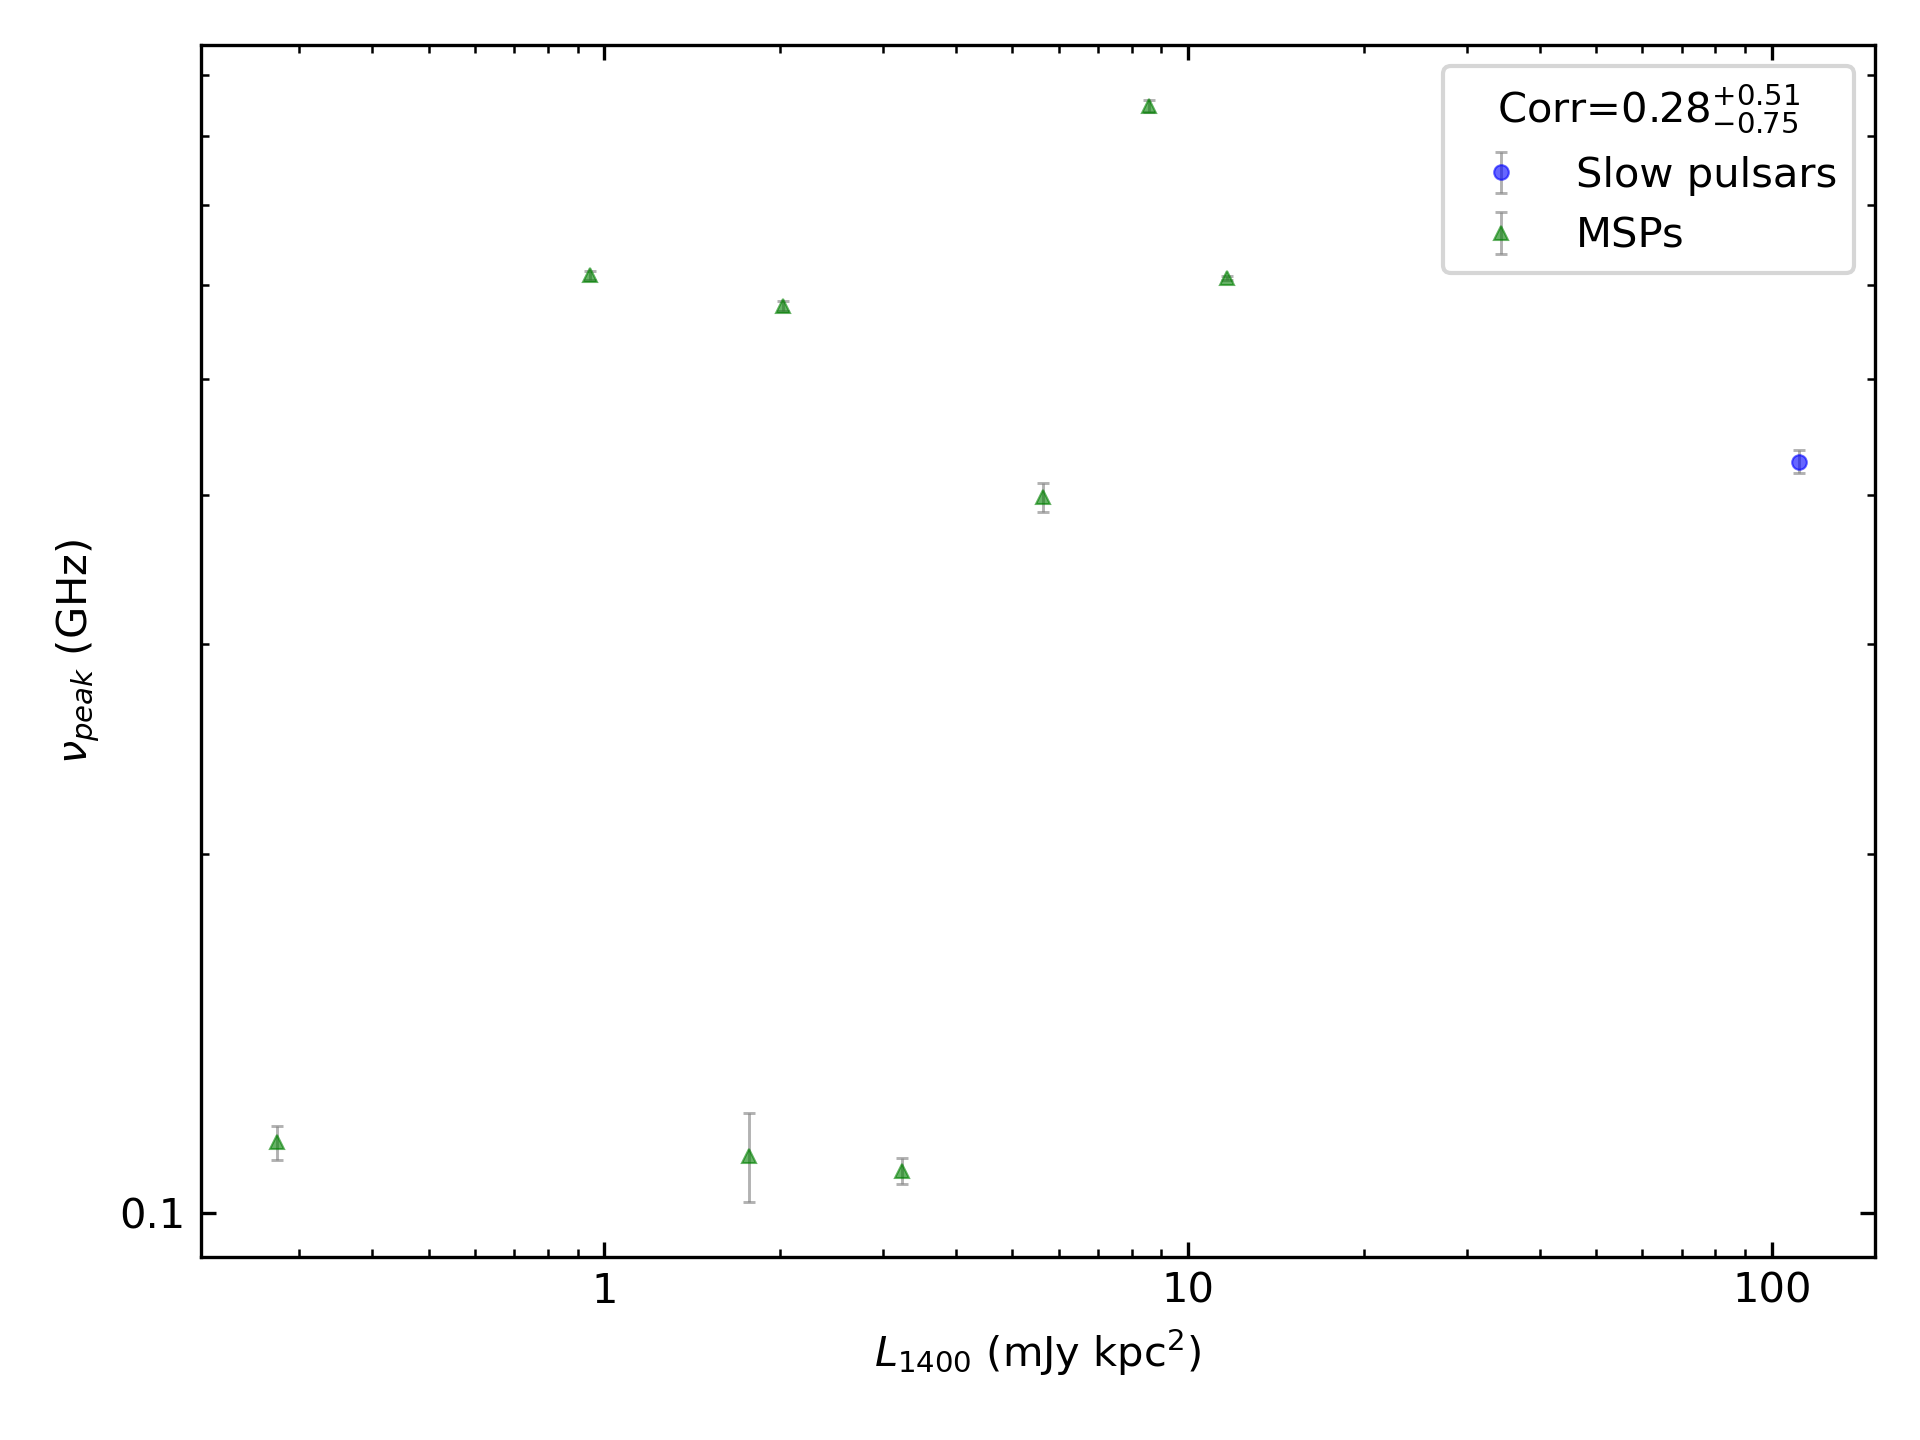 Corr=0.28+0.51−0.75
Slow pulsars
MSPs
νpeak (GHz)
0.1
1 10 100
L1400 (mJy kpc²)